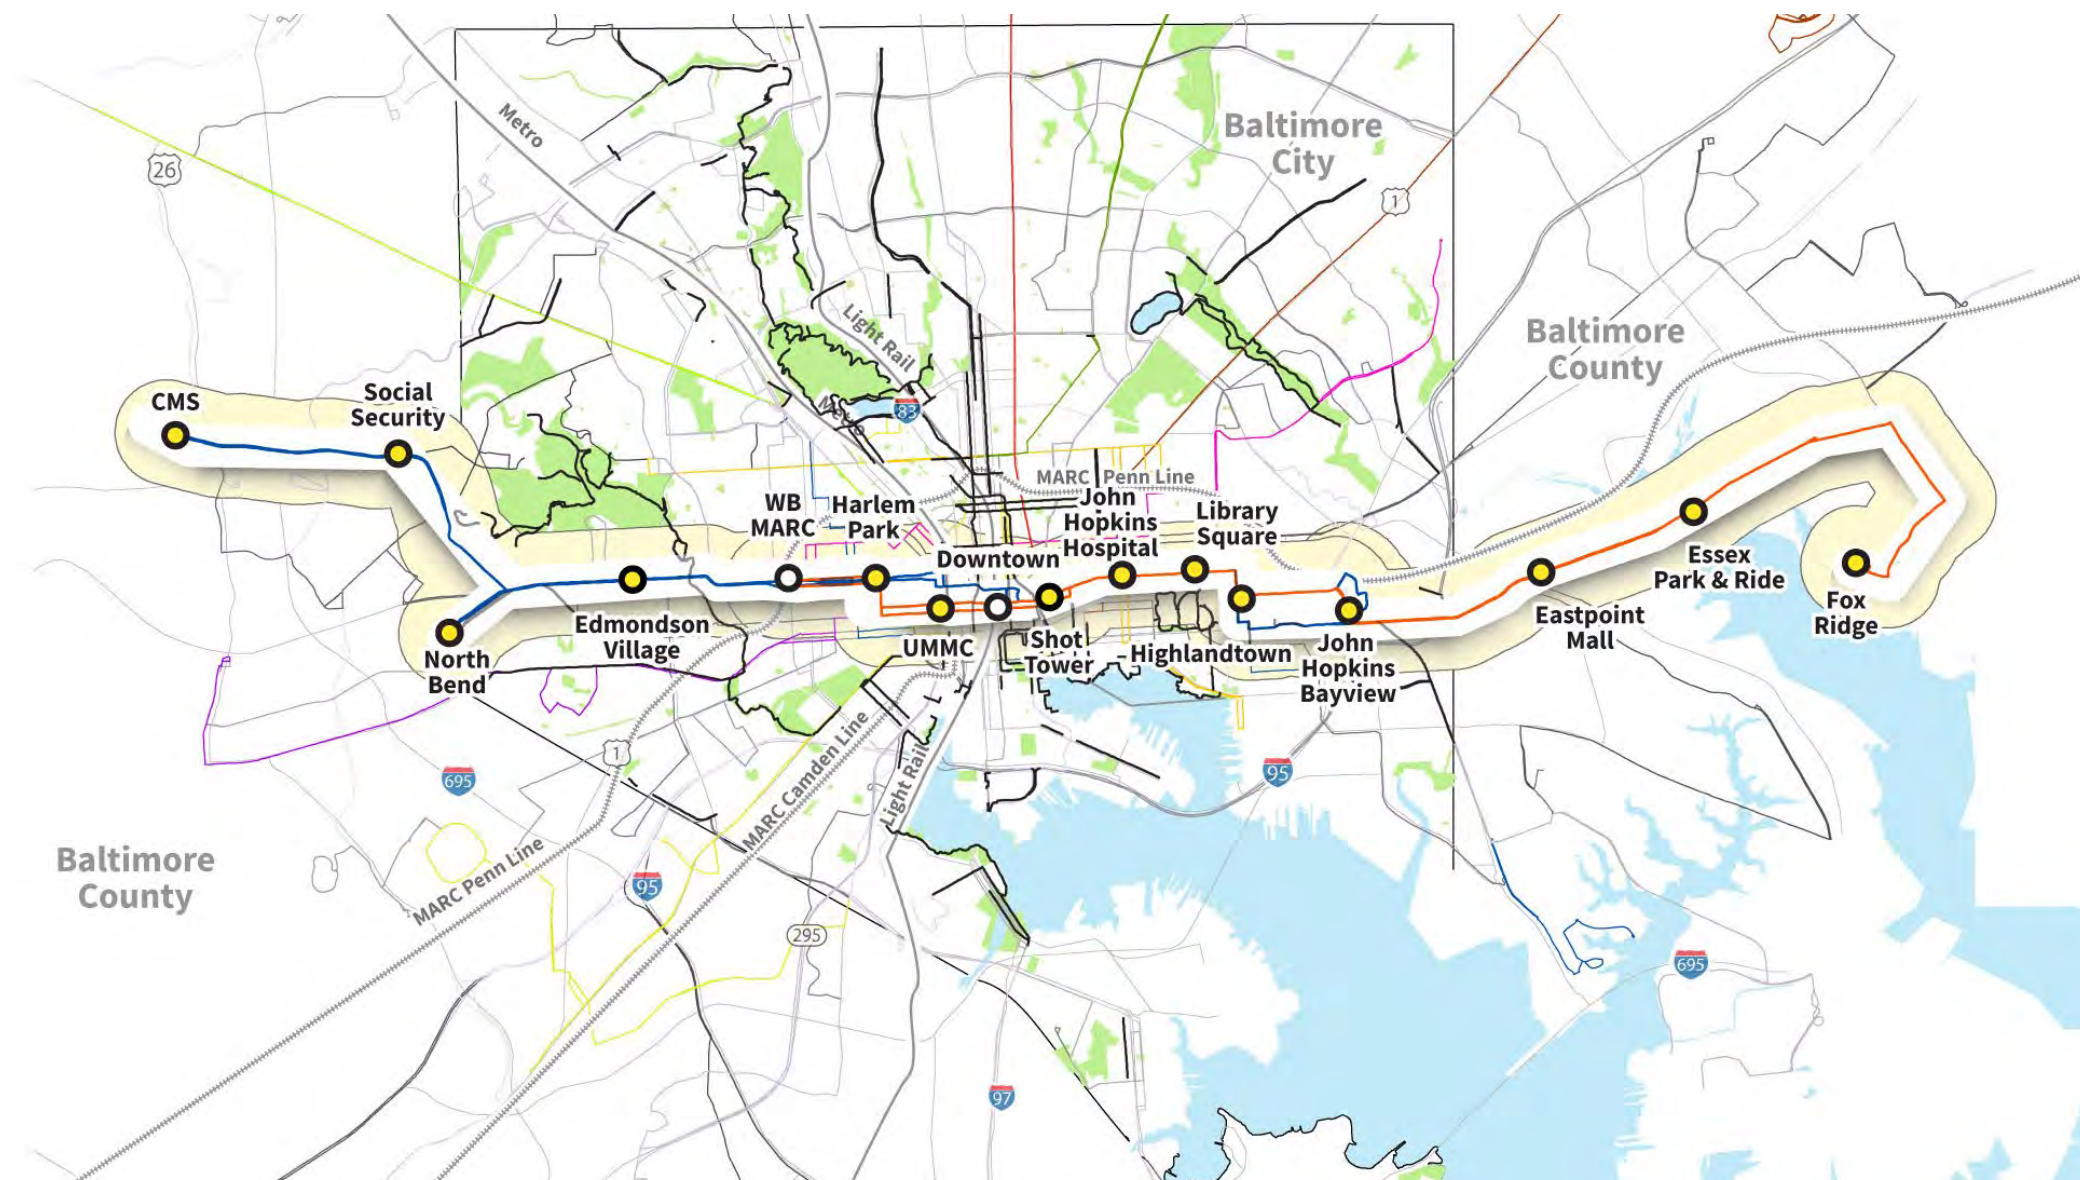 Metro
26
Baltimore
City
1
Light Rail
Baltimore
County
83
Metro
CMS
Social
Security
MARC Penn Line
WB
MARC
Harlem
Park
John
Hopkins
Hospital
Library
Square
Downtown
Essex
Park & Ride
Fox
Ridge
Eastpoint
Mall
Edmondson
Village
North
Bend
UMMC
Shot
Tower
Highlandtown
John
Hopkins
Bayview
1
695
95
MARC Camden Line
Light Rail
Baltimore
County
MARC Penn Line
95
295
695
97